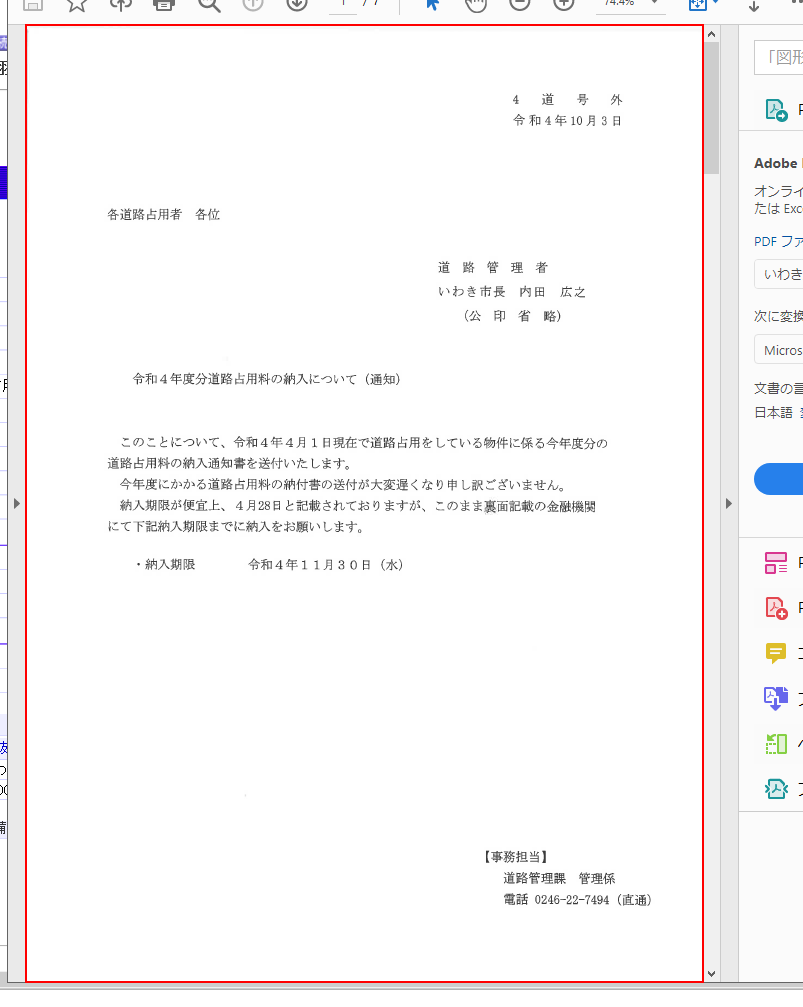 1 / 7
74.4%
4 道 号 外
令和4年10月3日
各道路占用者 各位
道 路 管 理 者
いわき市長 内田 広之
(公 印 省 略)
令和4年度分道路占用料の納入について（通知）
このことについて、令和4年4月1日現在で道路占用をしている物件に係る今年度分の
道路占用料の納入通知書を送付いたします。
今年度にかかる道路占用料の納付書の送付が大変遅くなり申し訳ございません。
納入期限が便宜上、4月28日と記載されておりますが、このまま裏面記載の金融機関
にて下記納入期限までに納入をお願いします。
・納入期限 令和4年11月30日（水）
【事務担当】
道路管理課 管理係
電話 0246-22-7494（直通）
「図形
Adobe
オンライ
たは Exc
PDF ファ
いわき
次に変換
Micros
文書の言
日本語